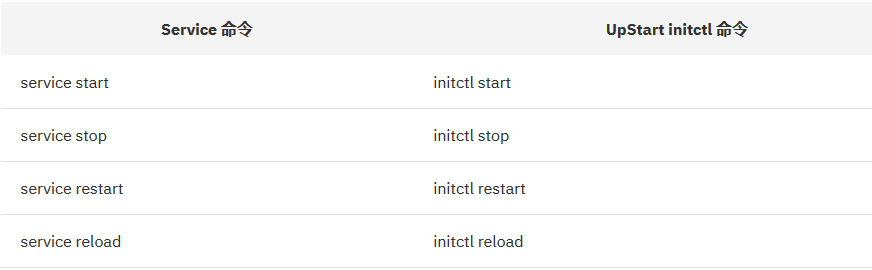 Service 命令 UpStart initctl 命令
service start initctl start
service stop initctl stop
service restart initctl restart
service reload initctl reload